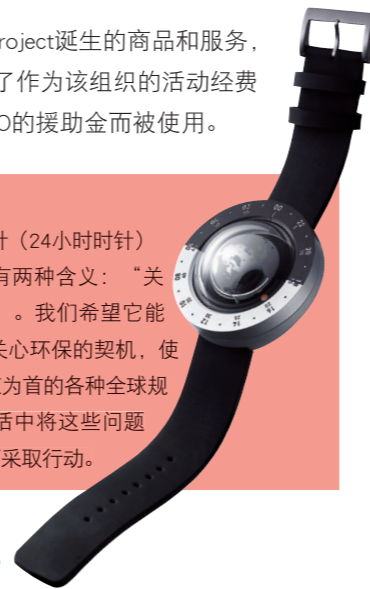 roject诞生的商品和服务，
了作为该组织的活动经费
O的援助金而被使用。
计（24小时时针）
有两种含义：“关
”。我们希望它能
关心环保的契机，使
为首的各种全球规
活中将这些问题
采取行动。